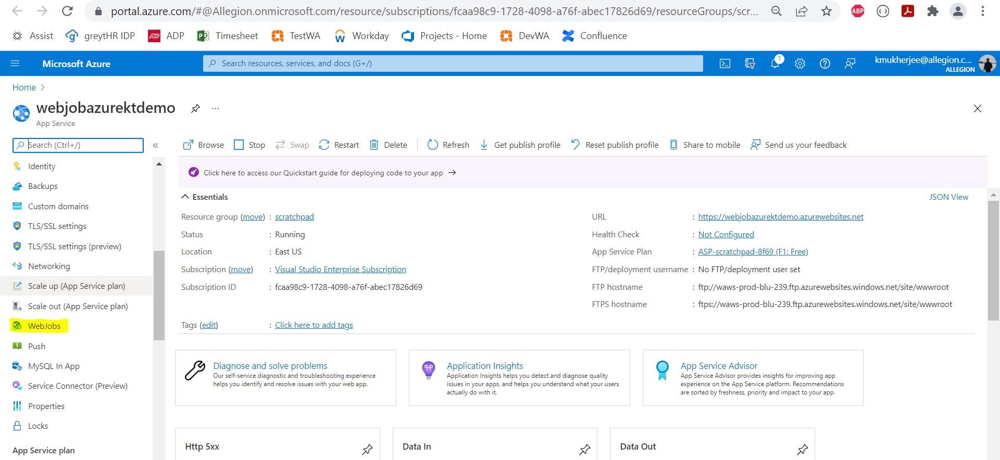 portal.azure.com/#@Allegion.onmicrosoft.com/resource/subscriptions/fcaa98c9-1728-4098-a76f-abec17826d69/resourceGroups/scr...
ABP
Assist greytHR IDP ADP Timesheet TestWA Workday Projects - Home DevWA Confluence
Microsoft Azure
Search resources, services, and docs (G+/)
1
kmukherjee@allegion.c...
ALLEGION
Home >
webjobazurektdemo ...
App Service
Search (Ctrl+/) «
Browse Stop Swap Restart Delete Refresh Get publish profile Reset publish profile Share to mobile Send us your feedback
Identity
Backups
Custom domains
TLS/SSL settings
TLS/SSL settings (preview)
Networking
Scale up (App Service plan)
Scale out (App Service plan)
WebJobs
Push
MySQL In App
Service Connector (Preview)
Properties
Locks
App Service plan
Click here to access our Quickstart guide for deploying code to your app →
Essentials
JSON View
Resource group (move) : scratchpad
Status : Running
Location : East US
Subscription (move) : Visual Studio Enterprise Subscription
Subscription ID : fcaa98c9-1728-4098-a76f-abec17826d69
URL : https://webjobazurektdemo.azurewebsites.net
Health Check : Not Configured
App Service Plan : ASP-scratchpad-8f69 (F1: Free)
FTP/deployment username : No FTP/deployment user set
FTP hostname : ftp://waws-prod-blu-239.ftp.azurewebsites.windows.net/site/wwwroot
FTPS hostname : ftps://waws-prod-blu-239.ftp.azurewebsites.windows.net/site/wwwroot
Tags (edit) : Click here to add tags
Diagnose and solve problems
Our self-service diagnostic and troubleshooting experience
helps you identify and resolve issues with your web app.
Application Insights
Application Insights helps you detect and diagnose quality
issues in your apps, and helps you understand what your users
actually do with it.
App Service Advisor
App Service Advisor provides insights for improving app
experience on the App Service platform. Recommendations
are sorted by freshness, priority and impact to your app.
Http 5xx
Data In
Data Out